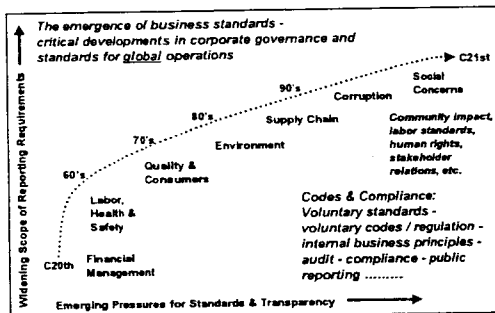 The emergence of business standards -
critical developments in corporate governance and
standards for global operations
C21st
90's
Social
Concerns
Corruption
80's
Supply Chain
Community impact,
labor standards,
human rights,
stakeholder
relations, etc.
70's
Environment
Quality &
Consumers
60's
Labor,
Health &
Safety
Codes & Compliance:
Voluntary standards -
voluntary codes / regulation -
internal business principles -
audit - compliance - public
reporting .........
C20th
Financial
Management
Widening Scope of Reporting Requirements
Emerging Pressures for Standards & Transparency